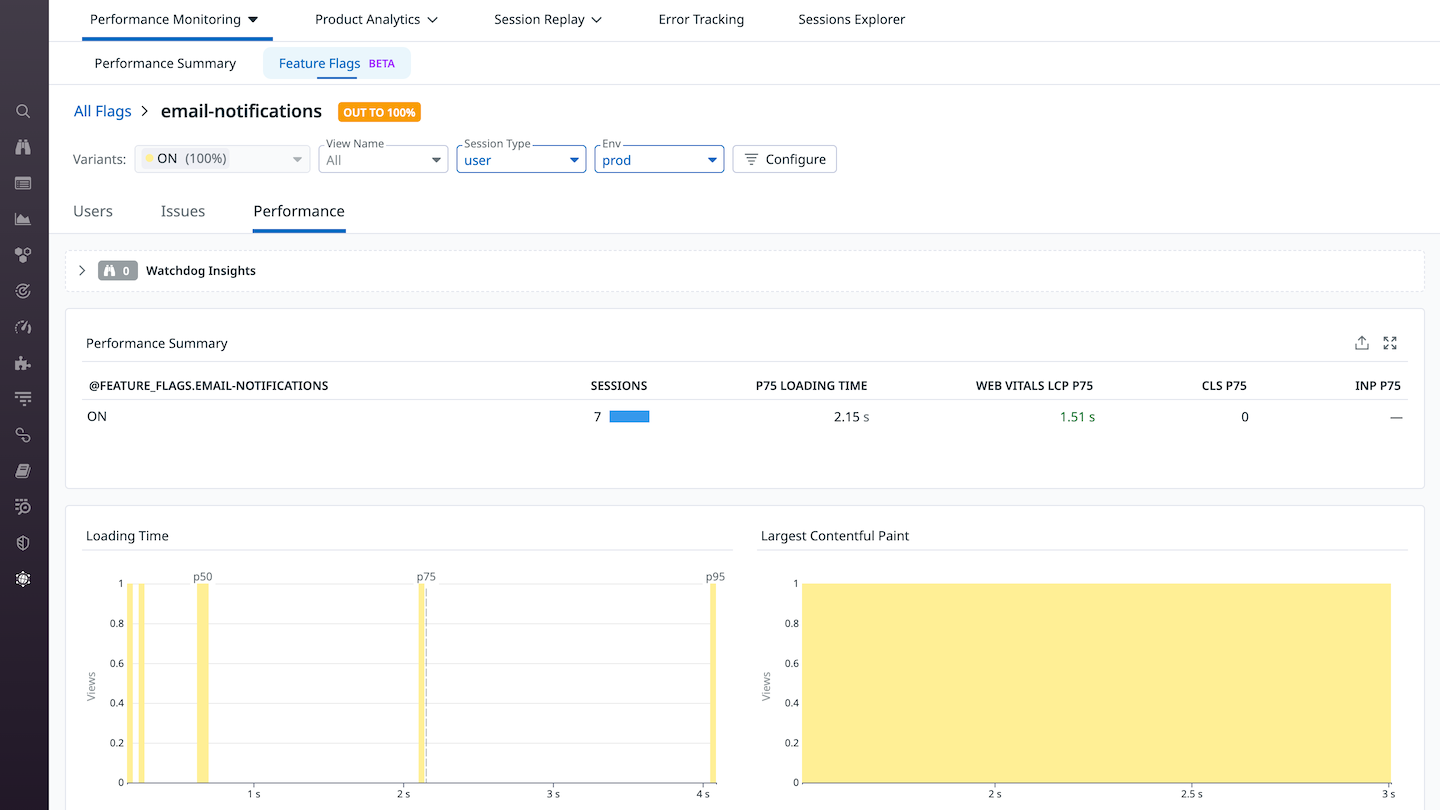 Performance Monitoring Product Analytics Session Replay Error Tracking Sessions Explorer
Performance Summary Feature Flags BETA
All Flags > email-notifications OUT TO 100%
Variants: ON (100%) View Name All Session Type user Env prod Configure
Users Issues Performance
0 Watchdog Insights
Performance Summary
@FEATURE_FLAGS.EMAIL-NOTIFICATIONS SESSIONS P75 LOADING TIME WEB VITALS LCP P75 CLS P75 INP P75
ON 7 2.15 s 1.51 s 0 —
Loading Time
p50 p75 p95
1
0.8
0.6
0.4
0.2
0
Views
1 s 2 s 3 s 4 s
Largest Contentful Paint
1
0.8
0.6
0.4
0.2
0
Views
2 s 2.5 s 3 s